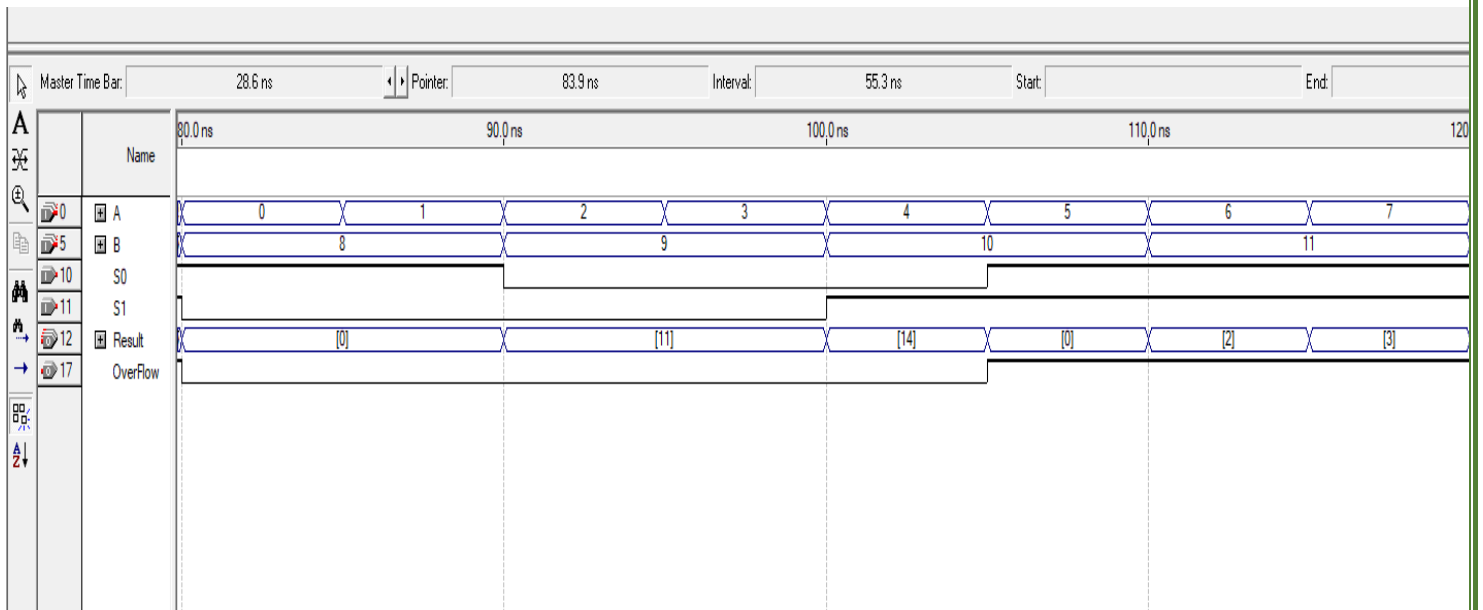 Master Time Bar: 28.6 ns Pointer: 83.9 ns Interval: 55.3 ns Start: End:
80.0 ns 90.0 ns 100.0 ns 110.0 ns 120
Name
0 A 0 1 2 3 4 5 6 7
5 B 8 9 10 11
10 S0
11 S1
12 Result [0] [11] [14] [0] [2] [3]
17 OverFlow